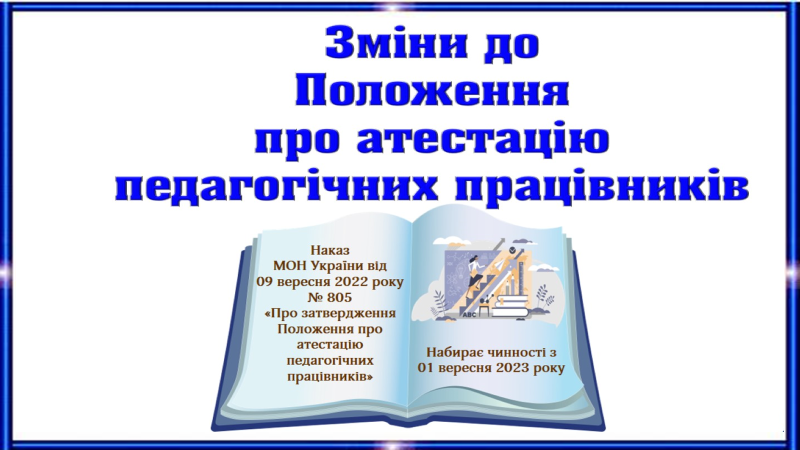 Зміни до
Положення
про атестацію
педагогічних працівників
Наказ
МОН України від
09 вересня 2022 року
№ 805
«Про затвердження
Положення про
атестацію
педагогічних
працівників»
ABC
Набирає чинності з
01 вересня 2023 року